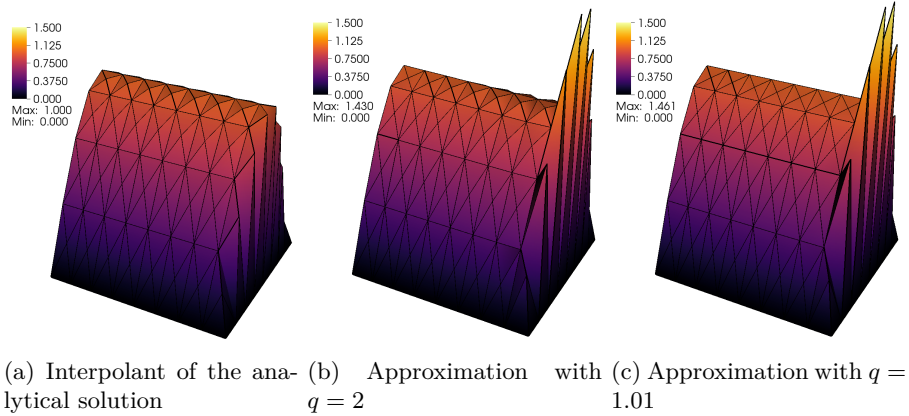 1.500
1.125
0.7500
0.3750
0.000
Max: 1.000
Min: 0.000
1.500
1.125
0.7500
0.3750
0.000
Max: 1.430
Min: 0.000
1.500
1.125
0.7500
0.3750
0.000
Max: 1.461
Min: 0.000
(a) Interpolant of the ana-
lytical solution
(b) Approximation with
q = 2
(c) Approximation with q =
1.01